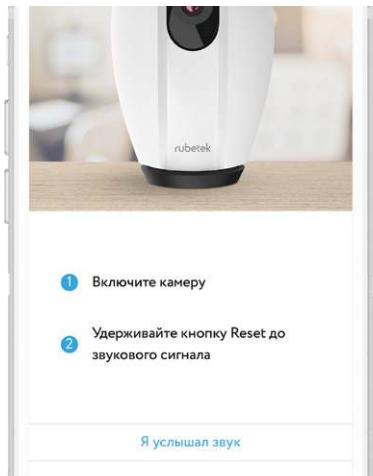 rubetek
1 Включите камеру
2 Удерживайте кнопку Reset до
звукового сигнала
Я услышал звук